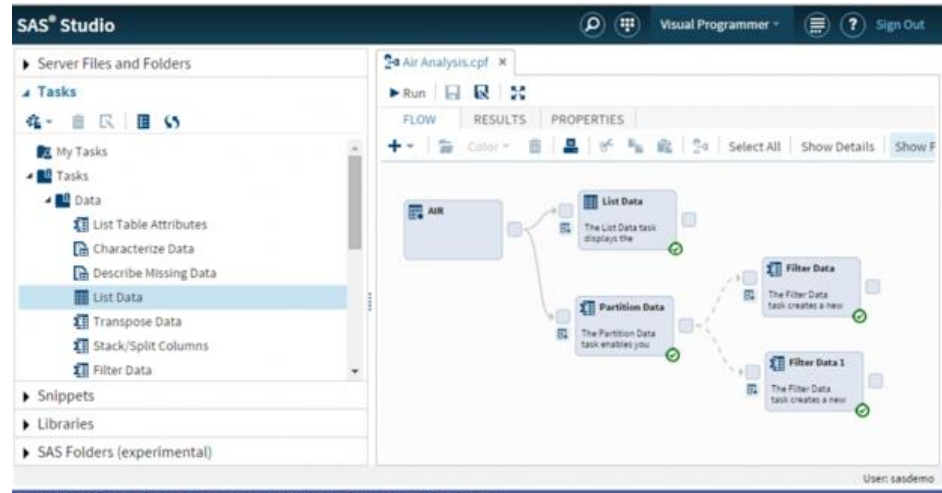 SAS® Studio
Visual Programmer
? Sign Out
Server Files and Folders
Tasks
My Tasks
Tasks
Data
List Table Attributes
Characterize Data
Describe Missing Data
List Data
Transpose Data
Stack/Split Columns
Filter Data
Snippets
Libraries
SAS Folders (experimental)
Air Analysis.cpf ×
Run
FLOW RESULTS PROPERTIES
Color Select All Show Details Show F
AIR
List Data
The List Data task
displays the
Partition Data
The Partition Data
task enables you
Filter Data
The Filter Data
task creates a new
Filter Data 1
The Filter Data
task creates a new
User: sasdemo